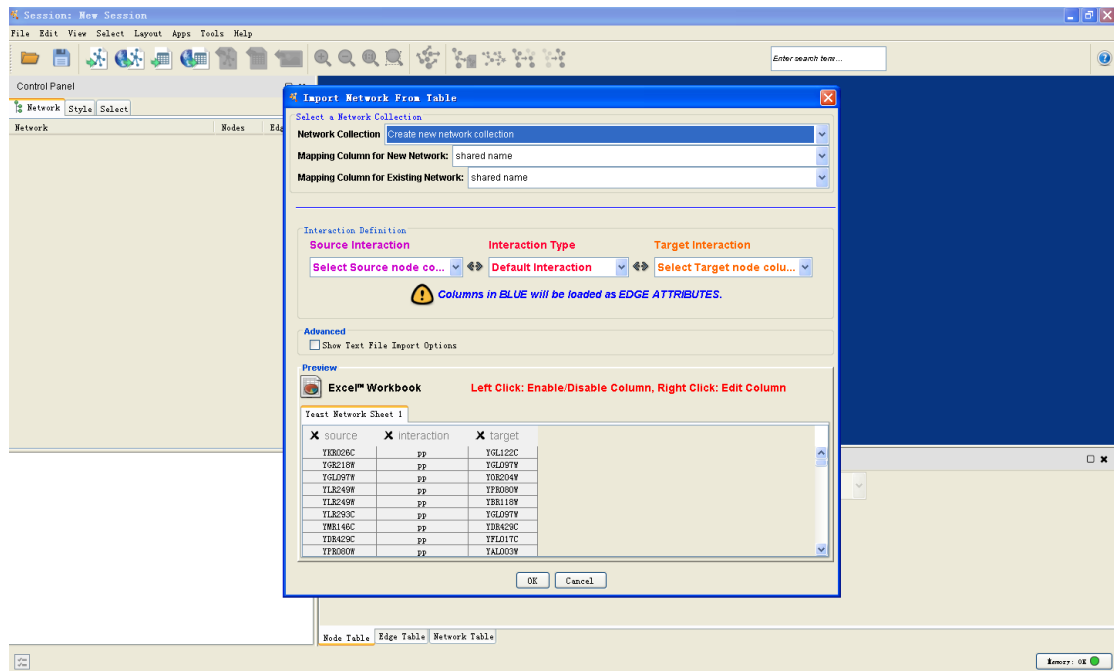 Session: New Session
File Edit View Select Layout Apps Tools Help
Enter search term...
Control Panel
Network Style Select
Network Nodes Edg
Import Network From Table
Select a Network Collection
Network Collection Create new network collection
Mapping Column for New Network: shared name
Mapping Column for Existing Network: shared name
Interaction Definition
Source Interaction Interaction Type Target Interaction
Select Source node co... Default Interaction Select Target node colu...
Columns in BLUE will be loaded as EDGE ATTRIBUTES.
Advanced
Show Text File Import Options
Preview
Excel™ Workbook Left Click: Enable/Disable Column, Right Click: Edit Column
Yeast Network Sheet 1
source interaction target
YKR026C pp YGL122C
YGR218W pp YGL097W
YGL097W pp YOR204W
YLR249W pp YPR080W
YLR249W pp YBR118W
YLR293C pp YGL097W
YMR146C pp YDR429C
YDR429C pp YFL017C
YPR080W pp YAL003W
OK Cancel
Node Table Edge Table Network Table
Memory: OK